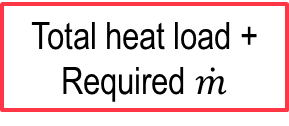 Total heat load +
Required ṁ